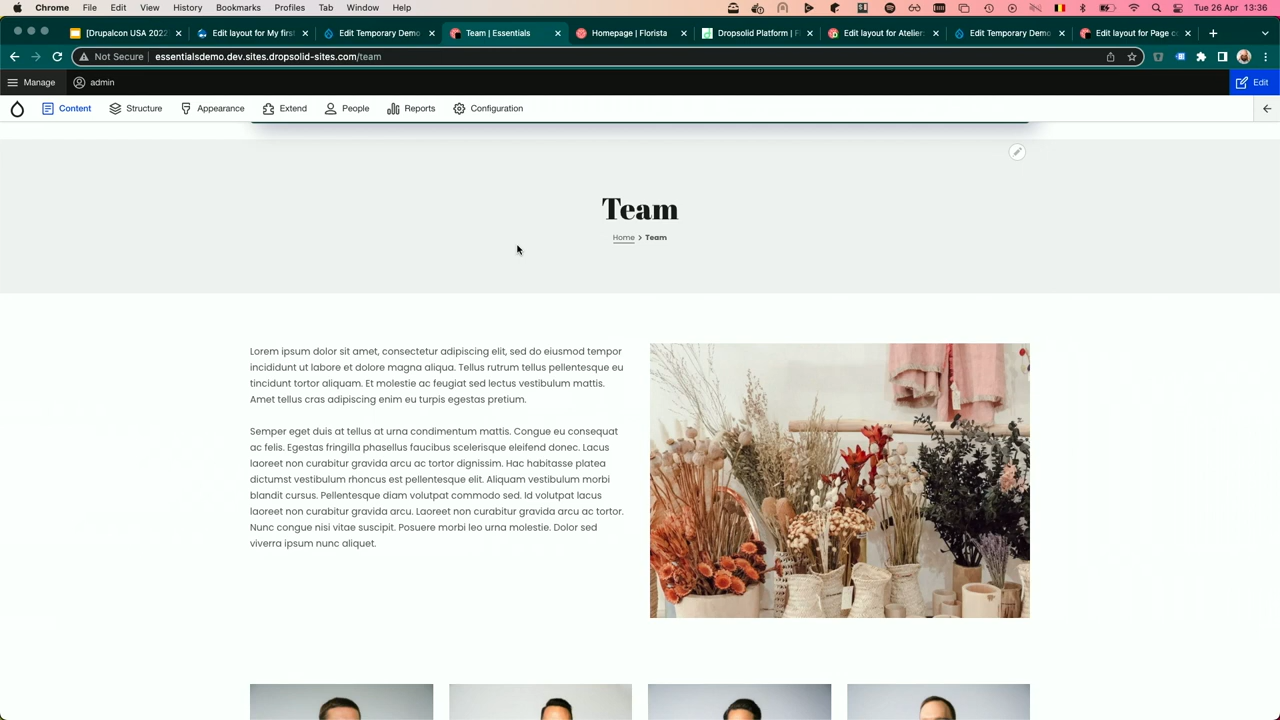 Chrome File Edit View History Bookmarks Profiles Tab Window Help Tue 26 Apr 13:36
[Drupalcon USA 2022 Edit layout for My firs Edit Temporary Demo Team | Essentials Homepage | Florista Dropsolid Platform | F Edit layout for Atelier Edit Temporary Demo Edit layout for Page o
Not Secure essentialsdemo.dev.sites.dropsolid-sites.com/team
Manage admin Edit
Content Structure Appearance Extend People Reports Configuration
Team
Home > Team
Lorem ipsum dolor sit amet, consectetur adipiscing elit, sed do eiusmod tempor
incididunt ut labore et dolore magna aliqua. Tellus rutrum tellus pellentesque eu
tincidunt tortor aliquam. Et molestie ac feugiat sed lectus vestibulum mattis.
Amet tellus cras adipiscing enim eu turpis egestas pretium.
Semper eget duis at tellus at urna condimentum mattis. Congue eu consequat
ac felis. Egestas fringilla phasellus faucibus scelerisque eleifend donec. Lacus
laoreet non curabitur gravida arcu ac tortor dignissim. Hac habitasse platea
dictumst vestibulum rhoncus est pellentesque elit. Aliquam vestibulum morbi
blandit cursus. Pellentesque diam volutpat commodo sed. Id volutpat lacus
laoreet non curabitur gravida arcu. Laoreet non curabitur gravida arcu ac tortor.
Nunc congue nisi vitae suscipit. Posuere morbi leo urna molestie. Dolor sed
viverra ipsum nunc aliquet.